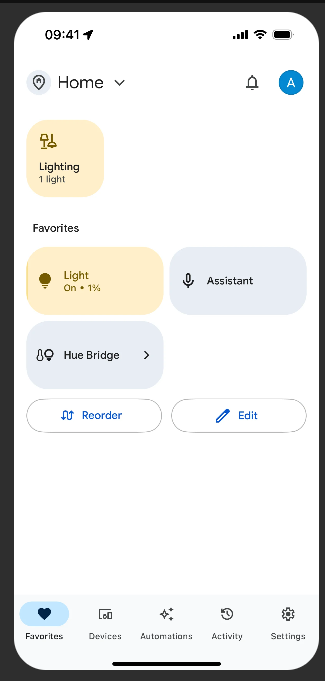 09:41
Home
A
Lighting
1 light
Favorites
Light
On • 1%
Assistant
Hue Bridge
Reorder
Edit
Favorites
Devices
Automations
Activity
Settings